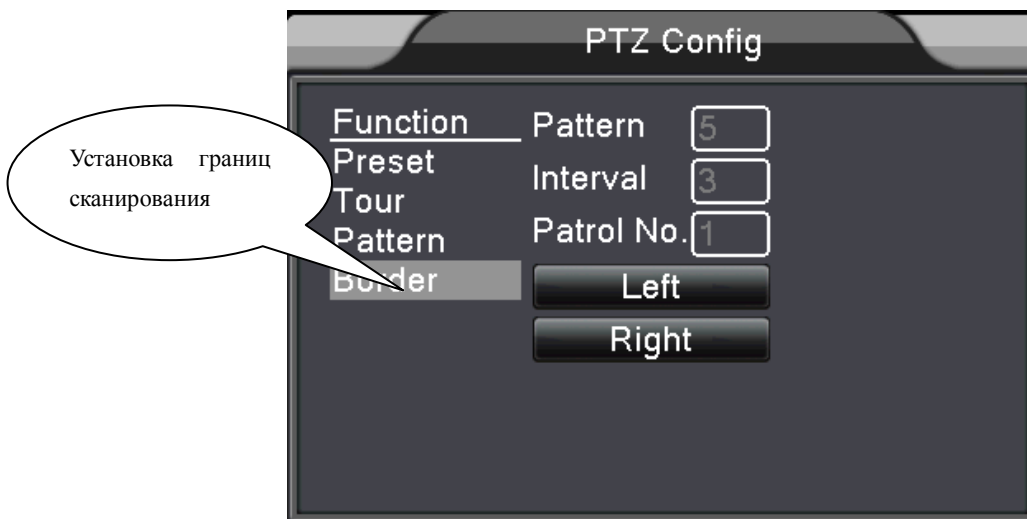 PTZ Config
Установка границ
сканирования
Function
Preset
Tour
Pattern
Border
Pattern 5
Interval 3
Patrol No. 1
Left
Right